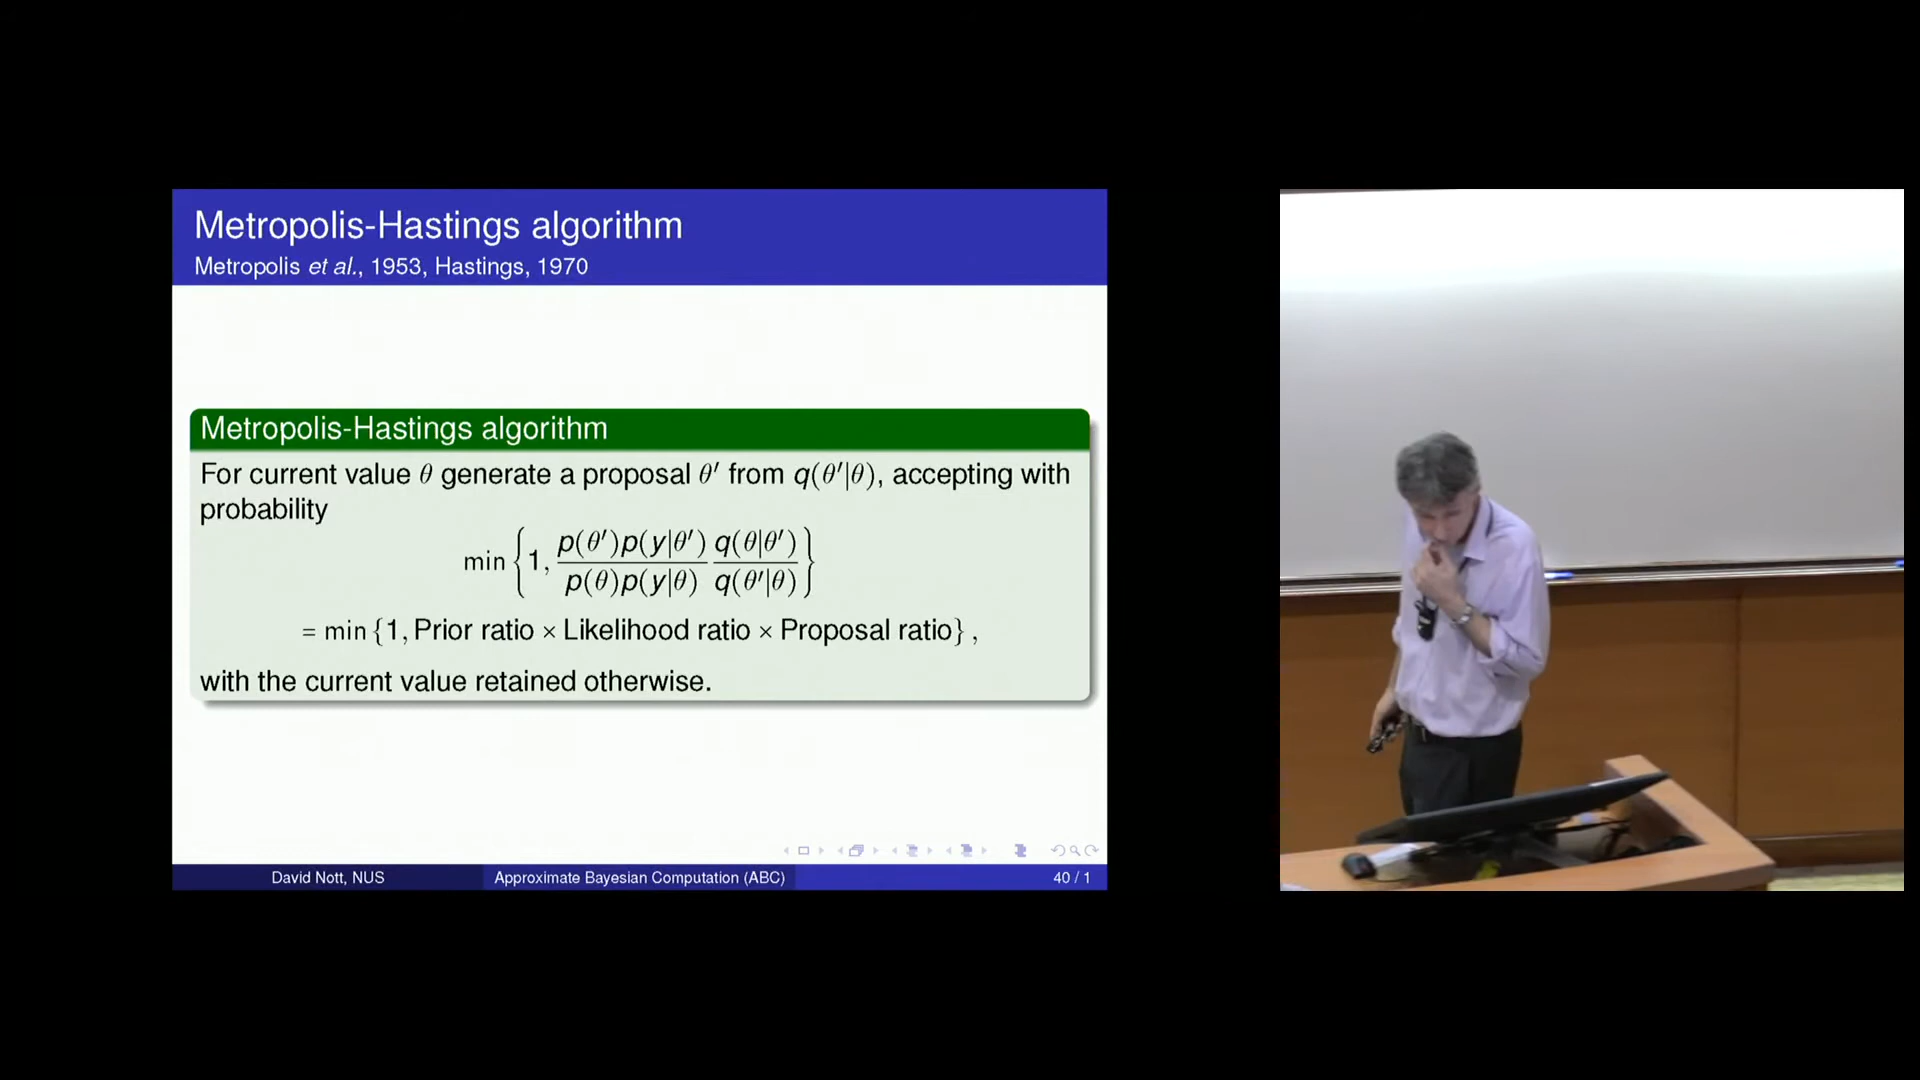 Metropolis-Hastings algorithm
Metropolis et al., 1953, Hastings, 1970
Metropolis-Hastings algorithm
For current value θ generate a proposal θ′ from q(θ′|θ), accepting with
probability
min { 1, p(θ′)p(y|θ′) / p(θ)p(y|θ) q(θ|θ′) / q(θ′|θ) }
= min {1, Prior ratio × Likelihood ratio × Proposal ratio} ,
with the current value retained otherwise.
David Nott, NUS
Approximate Bayesian Computation (ABC)
40 / 1